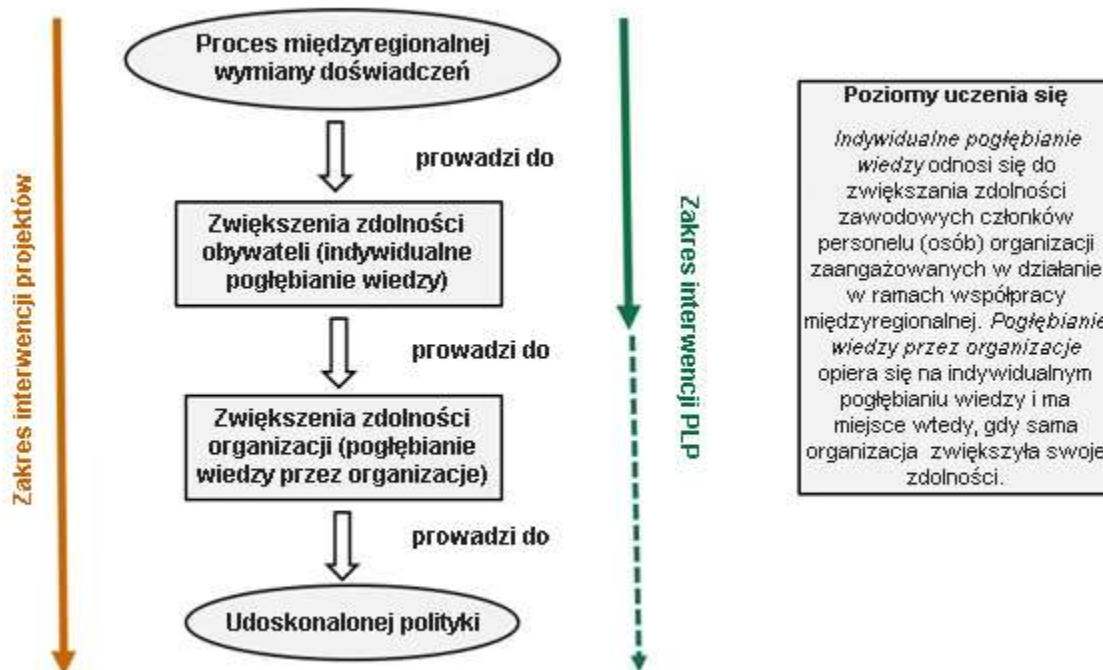 Proces międzyregionalnej
wymiany doświadczeń
prowadzi do
Zwiększenia zdolności
obywateli (indywidualne
pogłębianie wiedzy)
prowadzi do
Zwiększenia zdolności
organizacji (pogłębianie
wiedzy przez organizacje)
prowadzi do
Udoskonalonej polityki
Zakres interwencji projektów
Zakres interwencji PLP
Poziomy uczenia się
Indywidualne pogłębianie
wiedzy odnosi się do
zwiększania zdolności
zawodowych członków
personelu (osób) organizacji
zaangażowanych w działanie
w ramach współpracy
międzyregionalnej. Pogłębianie
wiedzy przez organizacje
opiera się na indywidualnym
pogłębianiu wiedzy i ma
miejsce wtedy, gdy sama
organizacja zwiększyła swoje
zdolności.